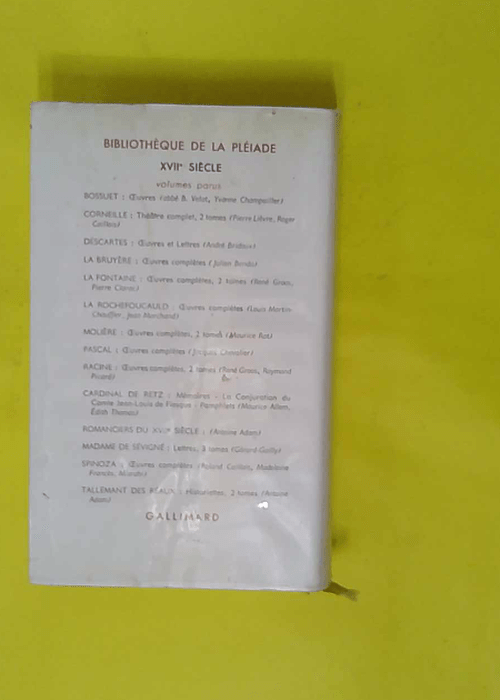 BIBLIOTHÈQUE DE LA PLÉIADE
XVIIe SIÈCLE
volumes parus
BOSSUET : Œuvres (abbé B. Velat, Yvonne Champailler)
CORNEILLE : Théâtre complet, 2 tomes (Pierre Lièvre, Roger
Caillois)
DESCARTES : Œuvres et Lettres (André Bridoux)
LA BRUYÈRE : Œuvres complètes (Julien Benda)
LA FONTAINE : Œuvres complètes, 2 tomes (René Groos,
Pierre Clarac)
LA ROCHEFOUCAULD : Œuvres complètes (Louis Martin-
Chauffier, Jean Marchand)
MOLIÈRE : Œuvres complètes, 2 tomes (Maurice Rat)
PASCAL : Œuvres complètes (Jacques Chevalier)
RACINE : Œuvres complètes, 2 tomes (René Groos, Raymond
Picard)
CARDINAL DE RETZ : Mémoires - La Conjuration du
Comte Jean-Louis de Fiesque - Pamphlets (Maurice Allem,
Édith Thomas)
ROMANCIERS DU XVIIe SIÈCLE : (Antoine Adam)
MADAME DE SÉVIGNÉ : Lettres, 3 tomes (Gérard-Gailly)
SPINOZA : Œuvres complètes (Roland Caillois, Madeleine
Francès, Misrahi)
TALLEMANT DES RÉAUX : Historiettes, 2 tomes (Antoine
Adam)
GALLIMARD